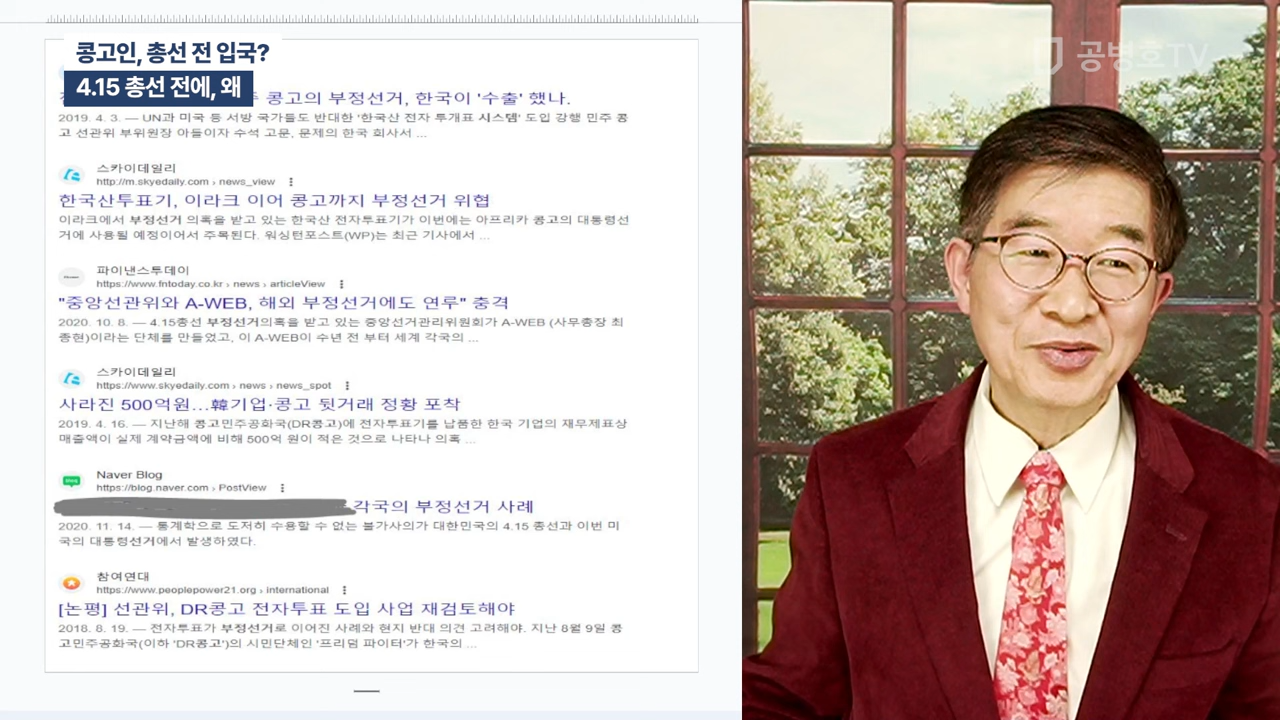 콩고인, 총선 전 입국?
4.15 총선 전에, 왜
콩고의 부정선거, 한국이 '수출' 했나.
2019. 4. 3. — UN과 미국 등 서방 국가들도 반대한 '한국산 전자 투개표 시스템' 도입 강행 민주 콩
고 선관위 부위원장 아들이자 수석 고문, 문제의 한국 회사서 ...
스카이데일리
http://m.skyedaily.com › news_view
한국산투표기, 이라크 이어 콩고까지 부정선거 위협
이라크에서 부정선거 의혹을 받고 있는 한국산 전자투표기가 이번에는 아프리카 콩고의 대통령선
거에 사용될 예정이어서 주목된다. 워싱턴포스트(WP)는 최근 기사에서 ...
파이낸스투데이
https://www.fntoday.co.kr › news › articleView
"중앙선관위와 A-WEB, 해외 부정선거에도 연루" 충격
2020. 10. 8. — 4.15총선 부정선거의혹을 받고 있는 중앙선거관리위원회가 A-WEB (사무총장 최
종현)이라는 단체를 만들었고, 이 A-WEB이 수년 전 부터 세계 각국의 ...
스카이데일리
https://www.skyedaily.com › news › news_spot
사라진 500억원...韓기업·콩고 뒷거래 정황 포착
2019. 4. 16. — 지난해 콩고민주공화국(DR콩고)에 전자투표기를 납품한 한국 기업의 재무제표상
매출액이 실제 계약금액에 비해 500억 원이 적은 것으로 나타나 의혹 ...
Naver Blog
https://blog.naver.com › PostView
각국의 부정선거 사례
2020. 11. 14. — 통계학으로 도저히 수용할 수 없는 불가사의가 대한민국의 4.15 총선과 이번 미
국의 대통령선거에서 발생하였다.
참여연대
https://www.peoplepower21.org › international
[논평] 선관위, DR콩고 전자투표 도입 사업 재검토해야
2018. 8. 19. — 전자투표가 부정선거로 이어진 사례와 현지 반대 의견 고려해야. 지난 8월 9일 콩
고민주공화국(이하 'DR콩고')의 시민단체인 '프리덤 파이터'가 한국의 ...
공병호TV